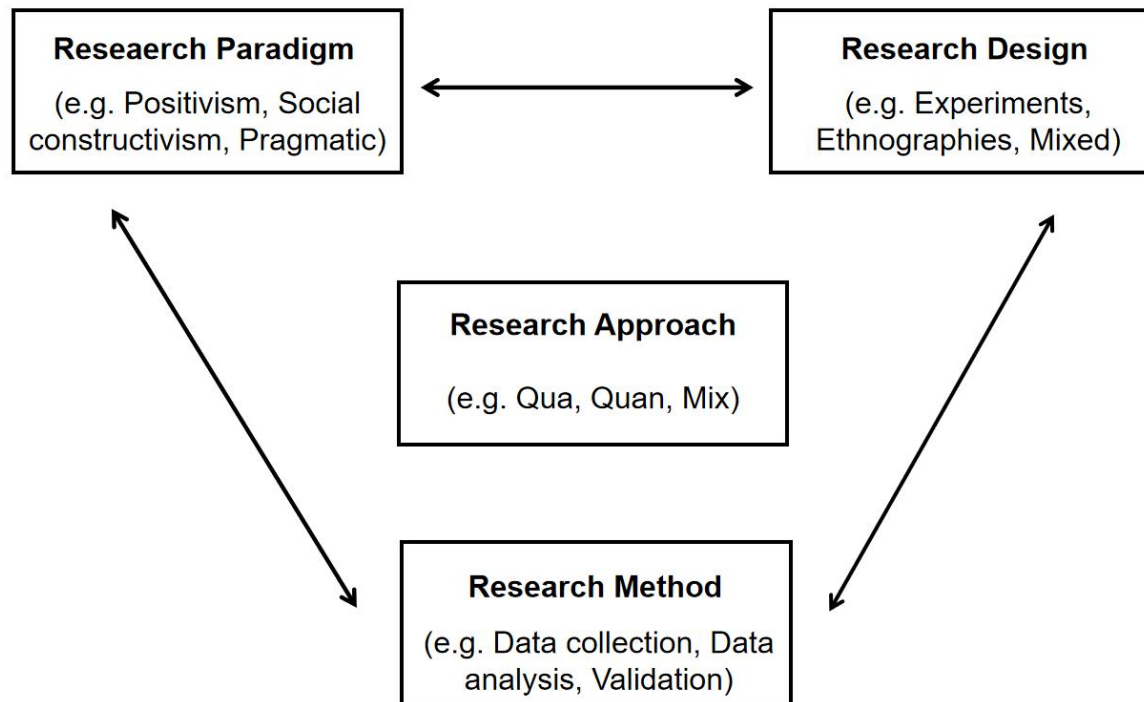 Reseaerch Paradigm
(e.g. Positivism, Social
constructivism, Pragmatic)
Research Design
(e.g. Experiments,
Ethnographies, Mixed)
Research Approach
(e.g. Qua, Quan, Mix)
Research Method
(e.g. Data collection, Data
analysis, Validation)